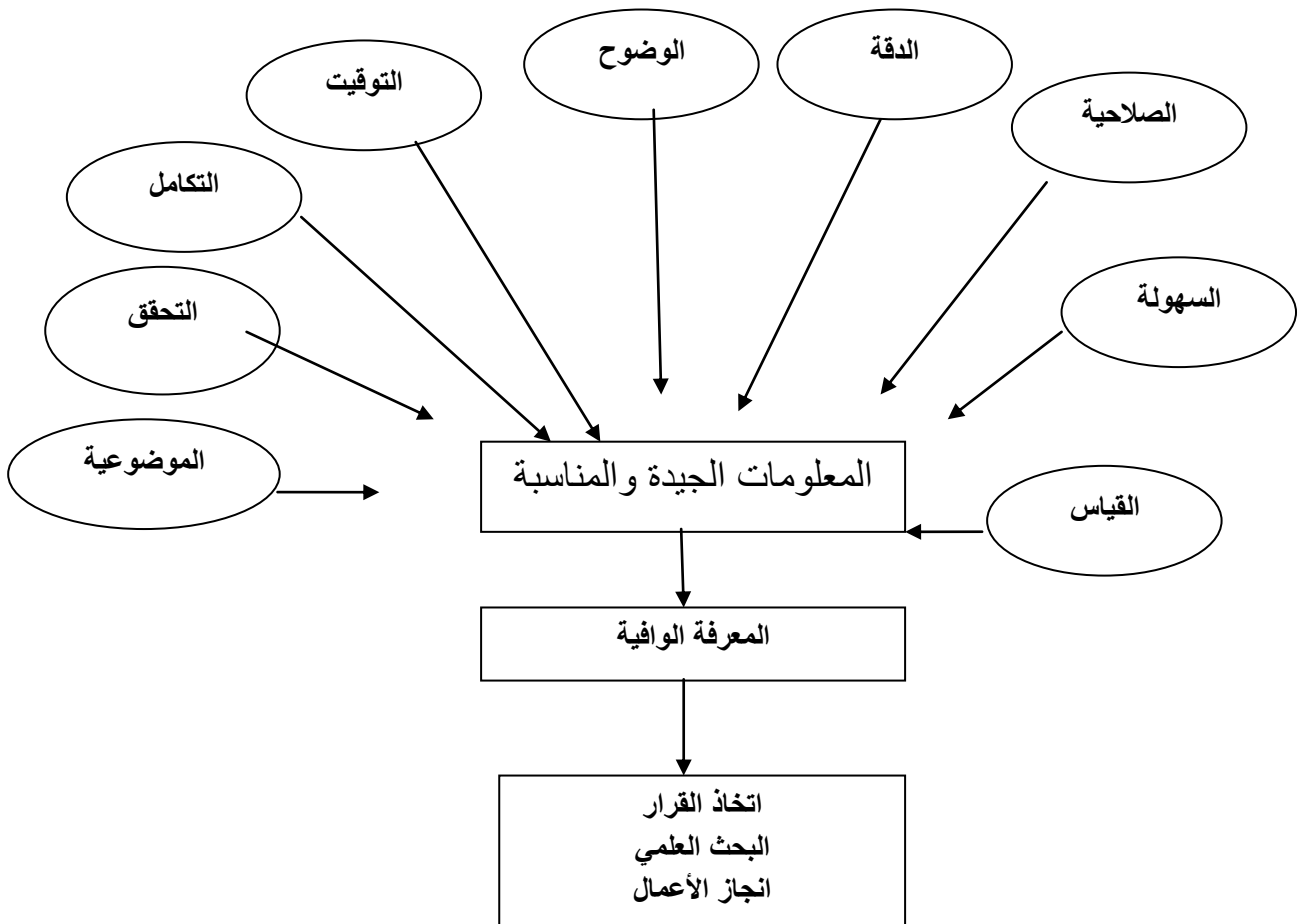 الدقة
الوضوح
التوقيت
الصلاحية
التكامل
السهولة
التحقق
الموضوعية
المعلومات الجيدة والمناسبة
القياس
المعرفة الوافية
اتخاذ القرار
البحث العلمي
انجاز الأعمال